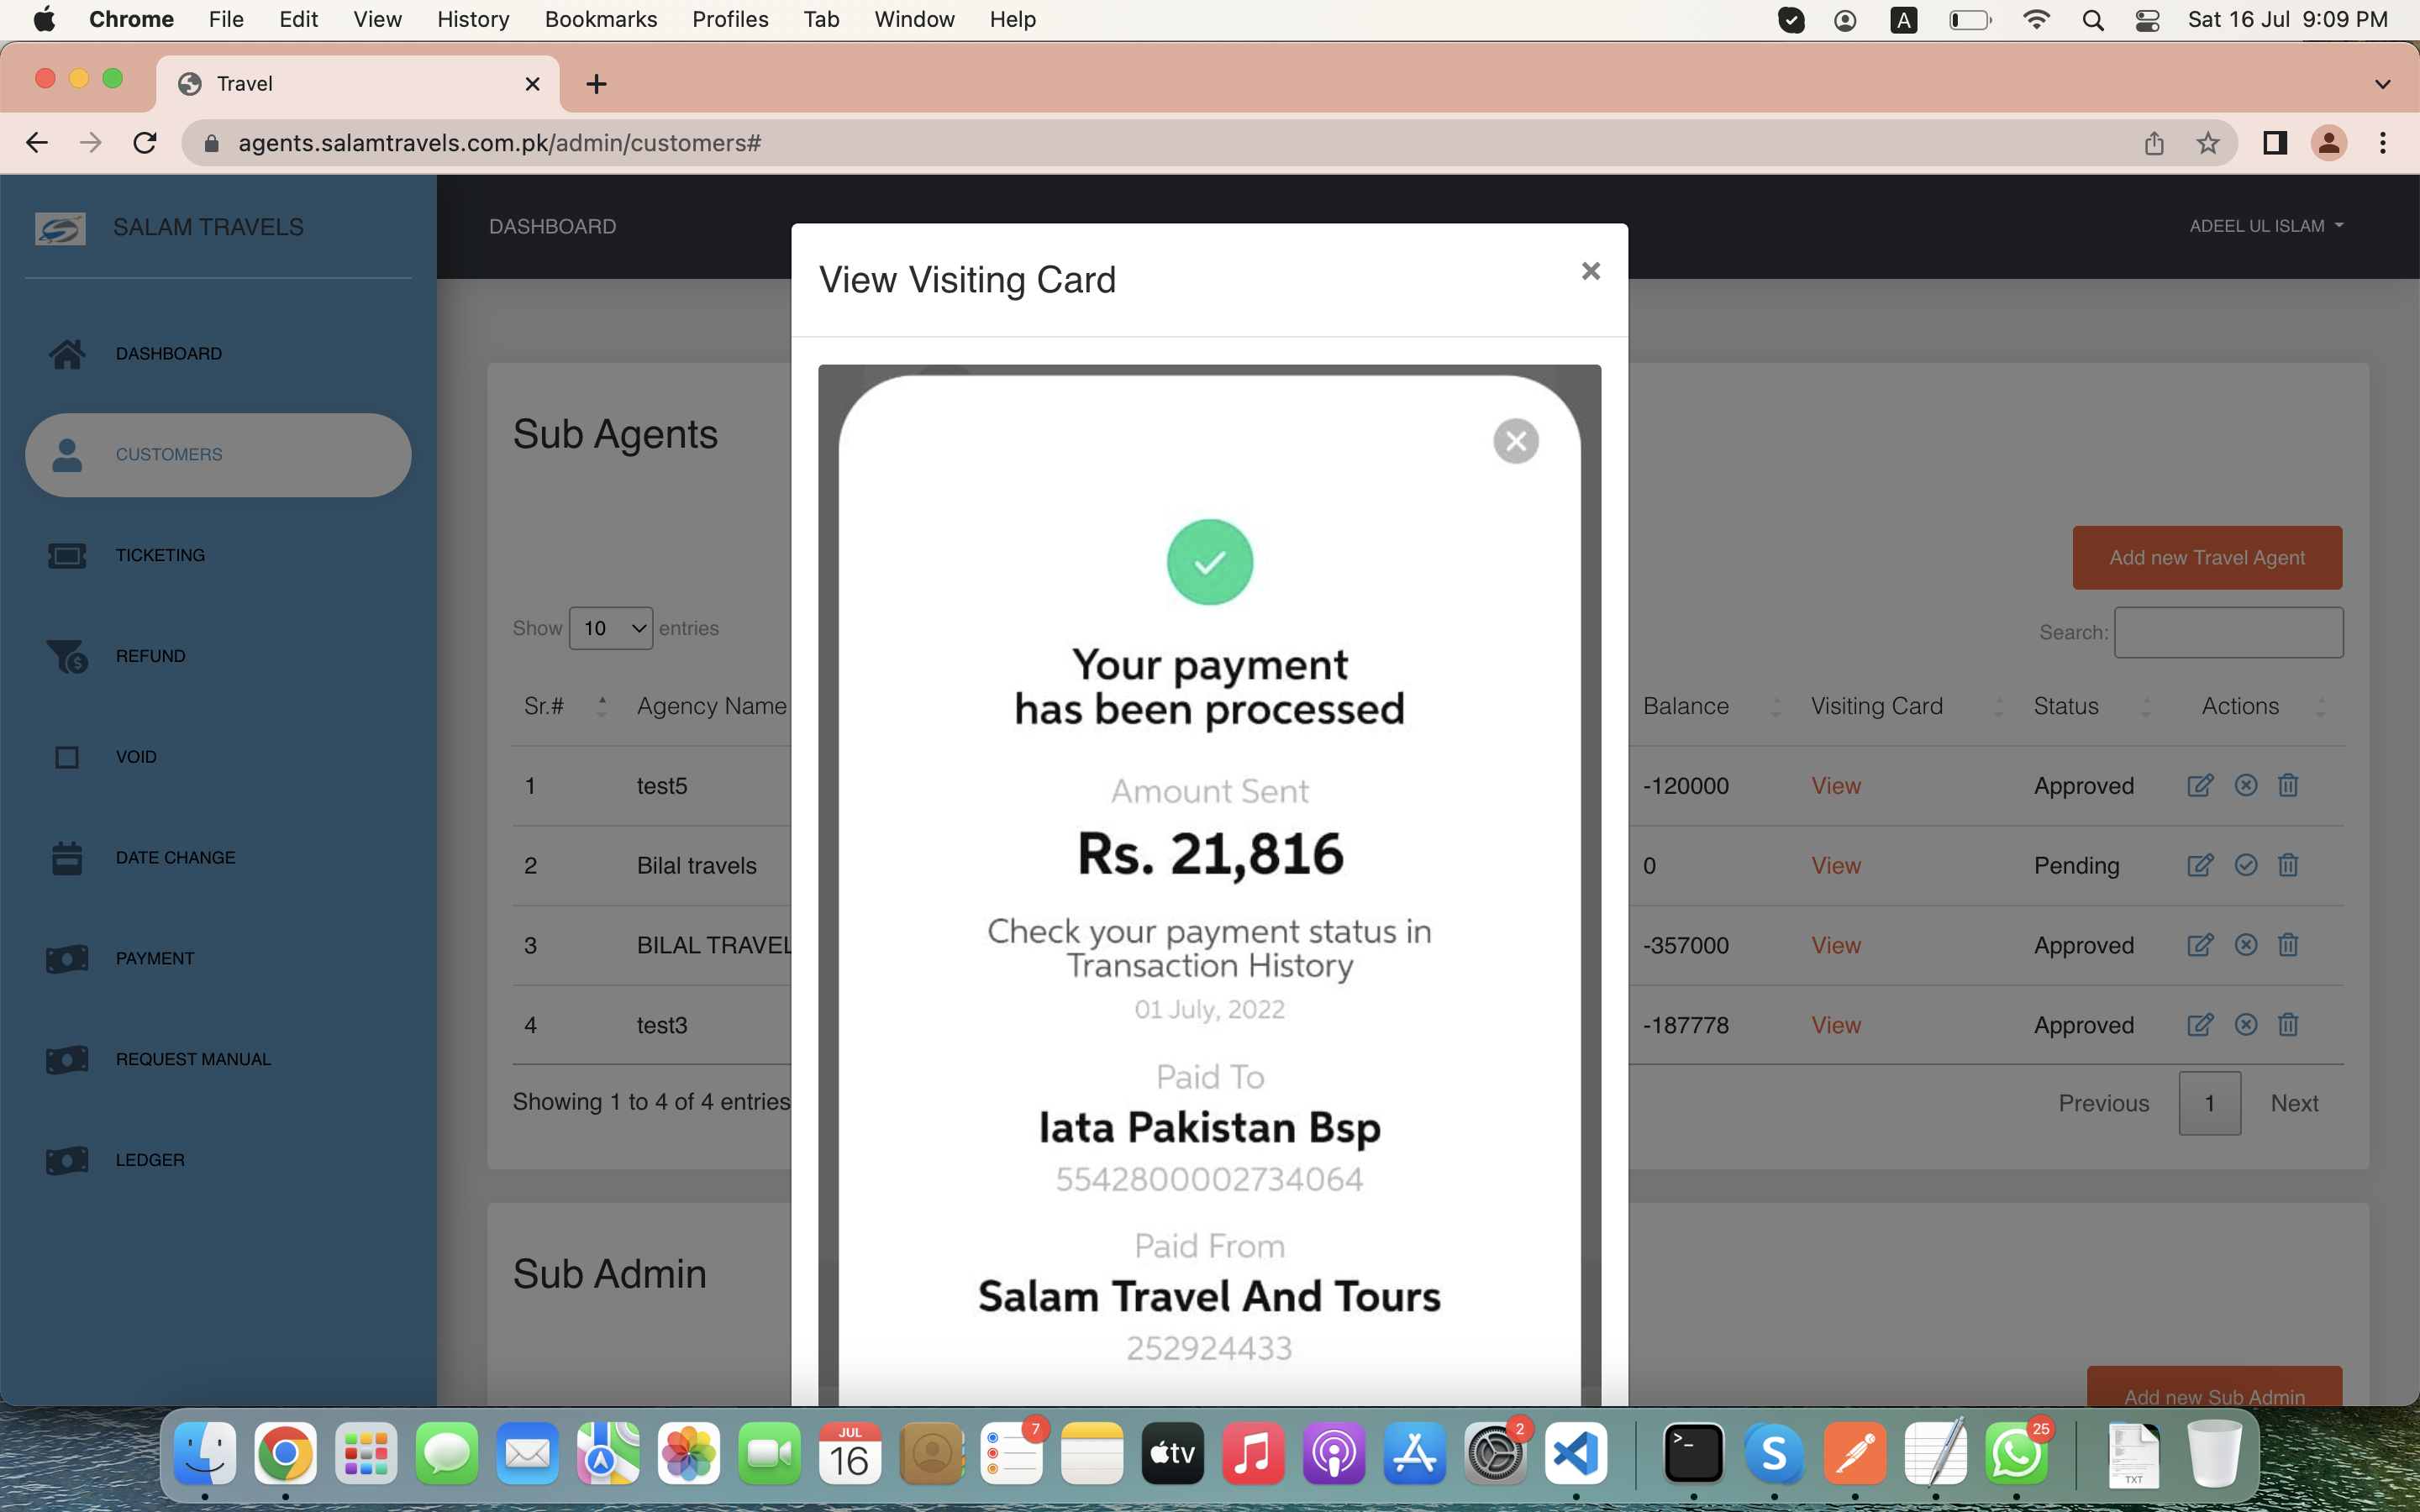 Chrome File Edit View History Bookmarks Profiles Tab Window Help A Sat 16 Jul 9:09 PM
Travel
agents.salamtravels.com.pk/admin/customers#
SALAM TRAVELS
DASHBOARD
ADEEL UL ISLAM
DASHBOARD
CUSTOMERS
TICKETING
REFUND
VOID
DATE CHANGE
PAYMENT
REQUEST MANUAL
LEDGER
View Visiting Card
×
Your payment
has been processed
Amount Sent
Rs. 21,816
Check your payment status in
Transaction History
01 July, 2022
Paid To
Iata Pakistan Bsp
5542800002734064
Paid From
Salam Travel And Tours
252924433
Sub Agents
Add new Travel Agent
Show 10 entries
Search:
Sr.# Agency Name Balance Visiting Card Status Actions
1 test5 -120000 View Approved
2 Bilal travels 0 View Pending
3 BILAL TRAVEL -357000 View Approved
4 test3 -187778 View Approved
Showing 1 to 4 of 4 entries
Previous 1 Next
Sub Admin
Add new Sub Admin
JUL
16
7
tv
2
>_
S
25
TXT